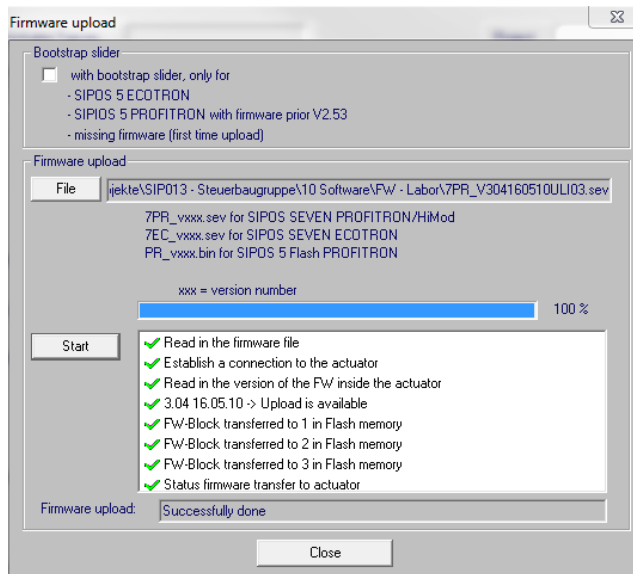 Firmware upload
Bootstrap slider
with bootstrap slider, only for
- SIPOS 5 ECOTRON
- SIPIOS 5 PROFITRON with firmware prior V2.53
- missing firmware (first time upload)
Firmware upload
File
ijekte\SIP013 - Steuerbaugruppe\10 Software\FW - Labor\7PR_V304160510ULI03.sev
7PR_vxxx.sev for SIPOS SEVEN PROFITRON/HiMod
7EC_vxxx.sev for SIPOS SEVEN ECOTRON
PR_vxxx.bin for SIPOS 5 Flash PROFITRON
xxx = version number
100 %
Start
Read in the firmware file
Establish a connection to the actuator
Read in the version of the FW inside the actuator
3.04 16.05.10 -> Upload is available
FW-Block transferred to 1 in Flash memory
FW-Block transferred to 2 in Flash memory
FW-Block transferred to 3 in Flash memory
Status firmware transfer to actuator
Firmware upload:
Successfully done
Close